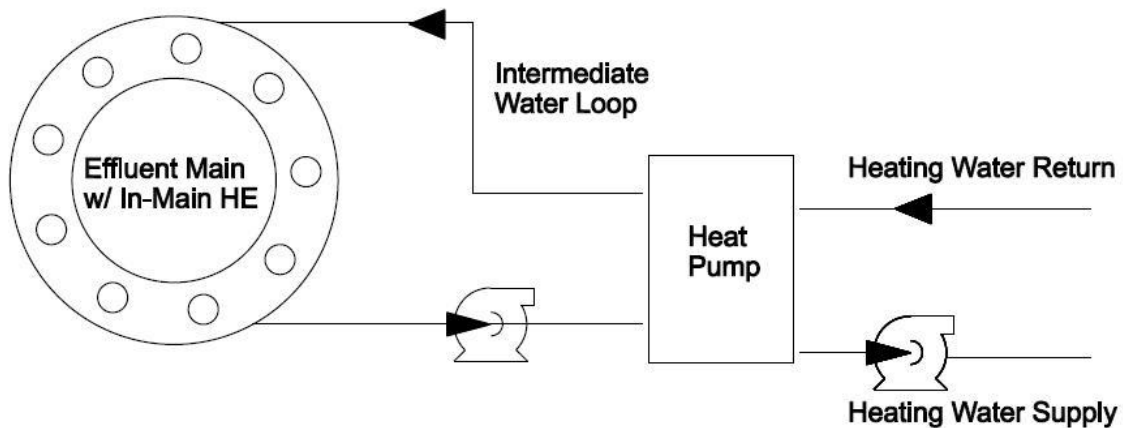 Intermediate
Water Loop
Effluent Main
w/ In-Main HE
Heating Water Return
Heat
Pump
Heating Water Supply